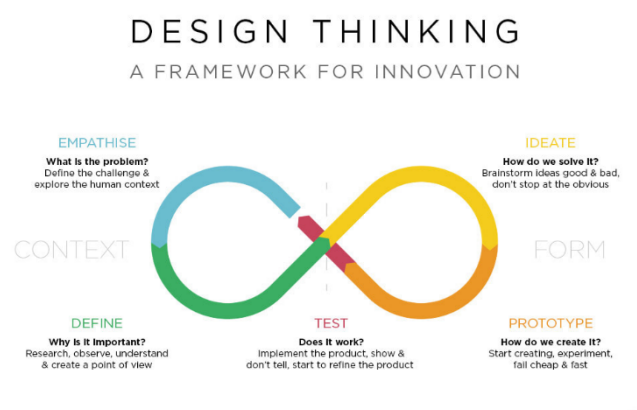 DESIGN THINKING
A FRAMEWORK FOR INNOVATION
EMPATHISE
What is the problem?
Define the challenge &
explore the human context
IDEATE
How do we solve it?
Brainstorm ideas good & bad,
don't stop at the obvious
CONTEXT
FORM
DEFINE
Why is it important?
Research, observe, understand
& create a point of view
TEST
Does it work?
Implement the product, show &
don't tell, start to refine the product
PROTOTYPE
How do we create it?
Start creating, experiment,
fail cheap & fast